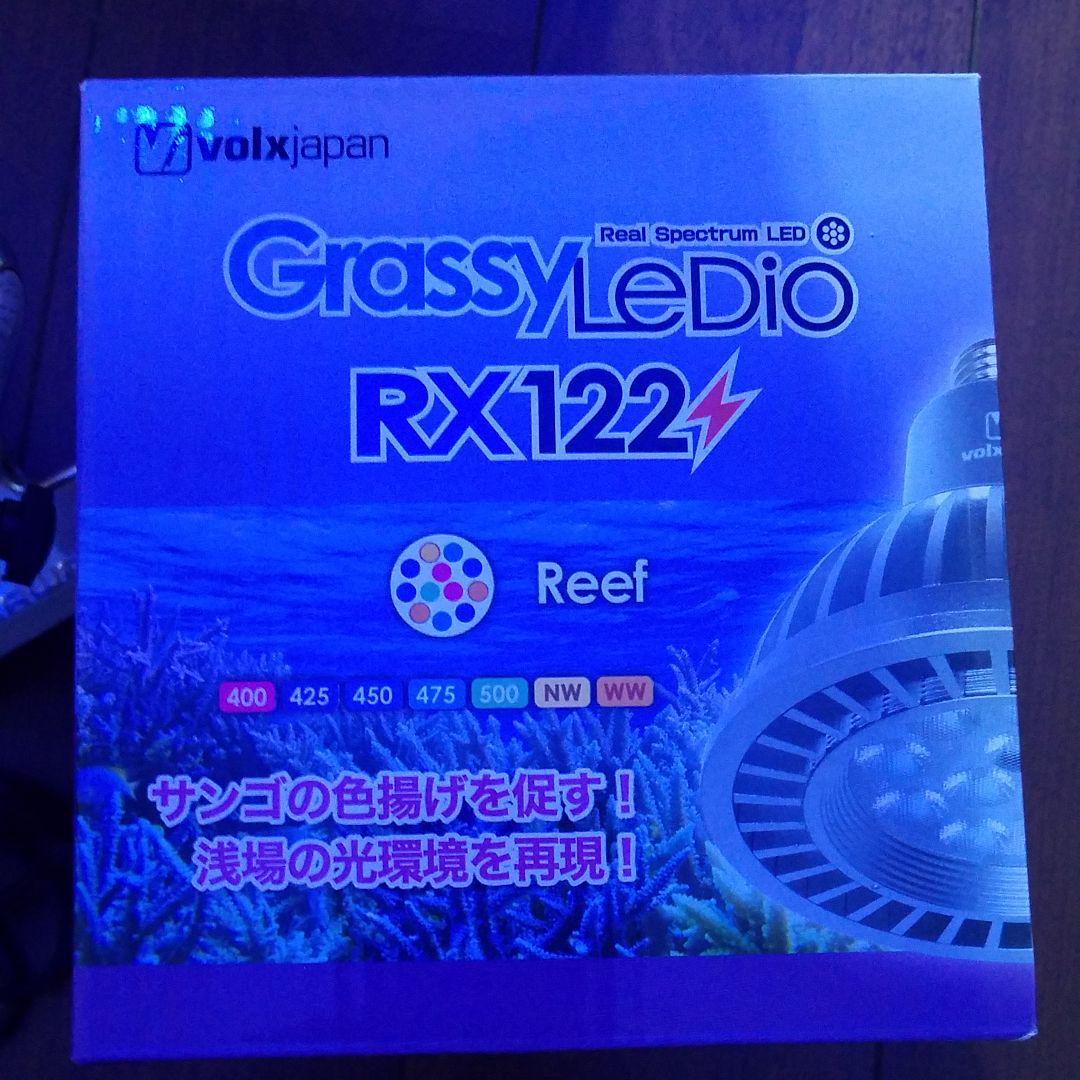 volxjapan
Real Spectrum LED
GrassyLeDio
RX122
volx
Reef
400 425 450 475 500 NW WW
サンゴの色揚げを促す！
浅場の光環境を再現！